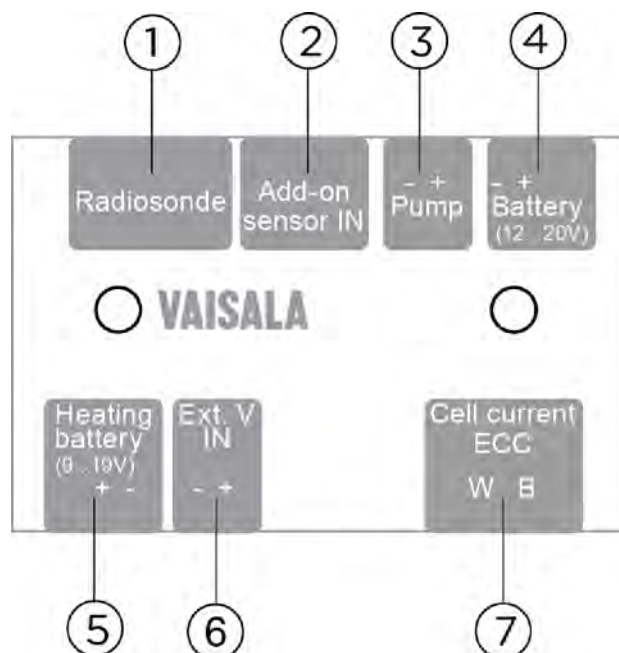 1 2 3 4
Radiosonde
Add-on
sensor IN
- +
Pump
- +
Battery
(12...20V)
VAISALA
Heating
battery
(9...19V)
+ -
Ext. V
IN
- +
Cell current
ECC
W B
5 6 7